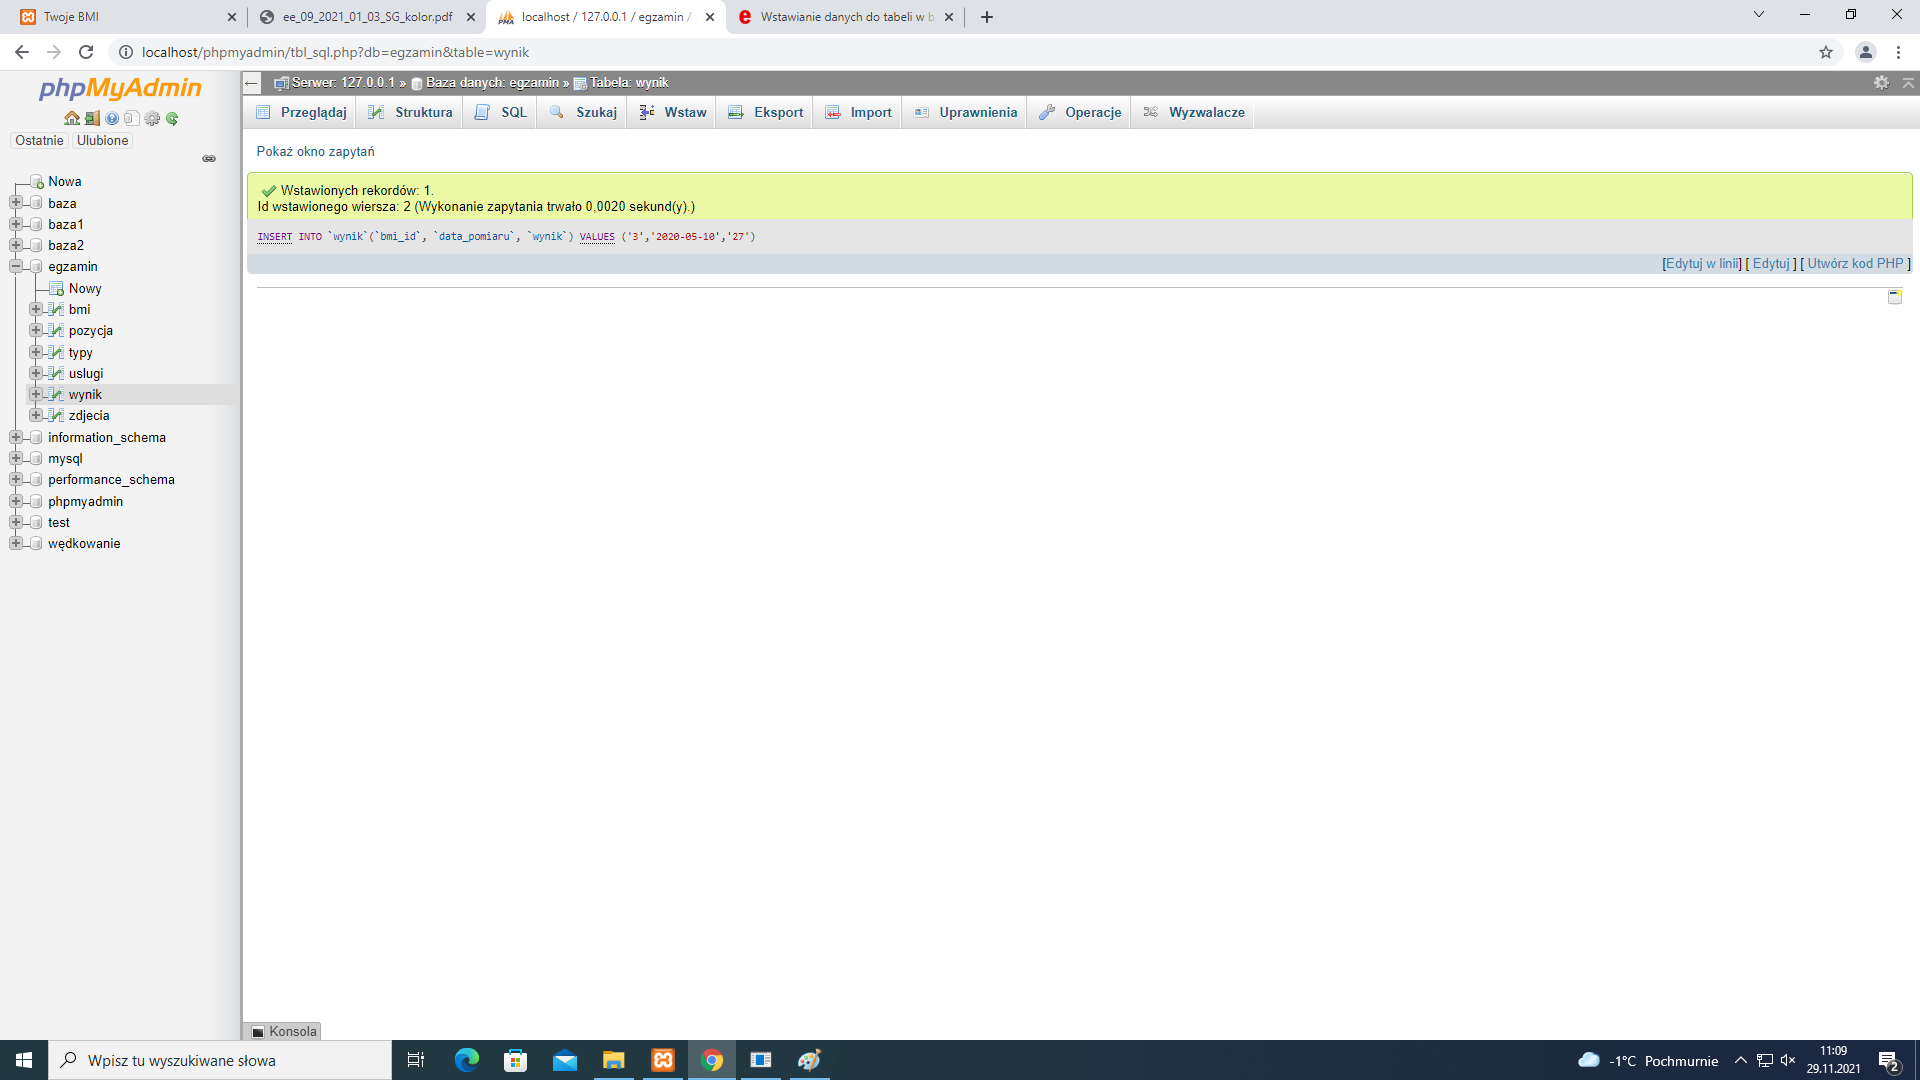 Twoje BMI
ee_09_2021_01_03_SG_kolor.pdf
localhost / 127.0.0.1 / egzamin /
Wstawianie danych do tabeli w b
localhost/phpmyadmin/tbl_sql.php?db=egzamin&table=wynik
phpMyAdmin
Ostatnie Ulubione
Nowa
baza
baza1
baza2
egzamin
Nowy
bmi
pozycja
typy
uslugi
wynik
zdjecia
information_schema
mysql
performance_schema
phpmyadmin
test
wędkowanie
Serwer: 127.0.0.1 » Baza danych: egzamin » Tabela: wynik
Przeglądaj Struktura SQL Szukaj Wstaw Eksport Import Uprawnienia Operacje Wyzwalacze
Pokaż okno zapytań
Wstawionych rekordów: 1.
Id wstawionego wiersza: 2 (Wykonanie zapytania trwało 0,0020 sekund(y).)
INSERT INTO `wynik`(`bmi_id`, `data_pomiaru`, `wynik`) VALUES ('3','2020-05-10','27')
[Edytuj w linii] [ Edytuj ] [ Utwórz kod PHP ]
Konsola
Wpisz tu wyszukiwane słowa
-1°C Pochmurnie
11:09
29.11.2021
2